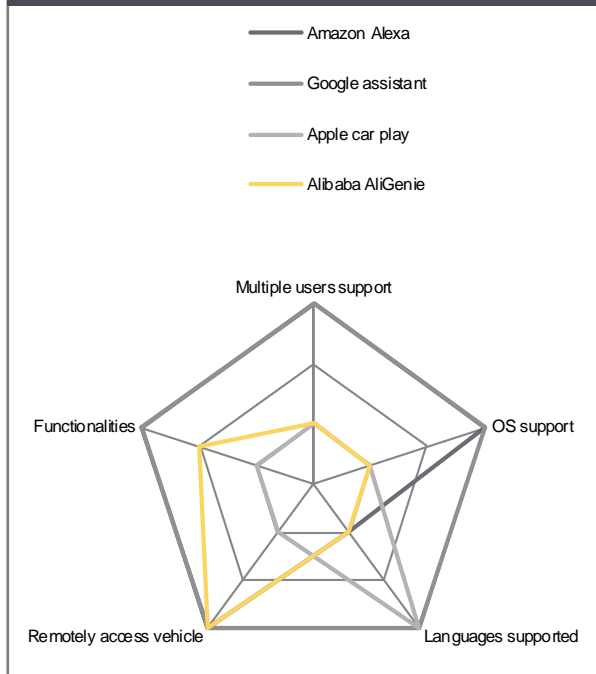 Amazon Alexa
Google assistant
Apple car play
Alibaba AliGenie
Multiple users support
Functionalities
OS support
Remotely access vehicle
Languages supported